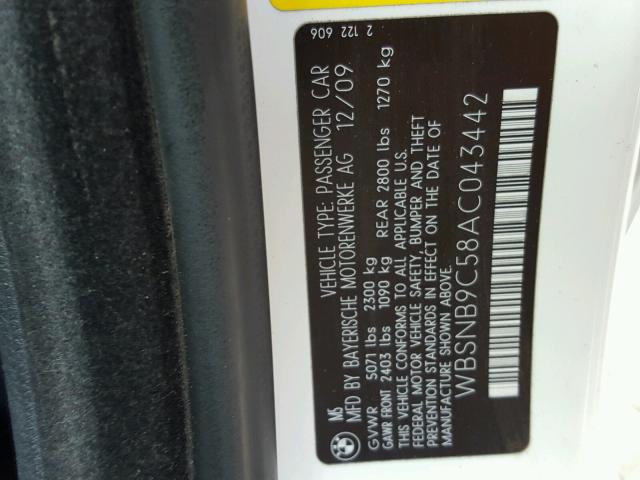 MS
VEHICLE TYPE: PASSENGER CAR
MFD BY BAYERISCHE MOTORENWERKE AG 12/09
GVWR 5071 lbs 2300 kg
GAWR FRONT 2403 lbs 1090 kg REAR 2800 lbs 1270 kg
THIS VEHICLE CONFORMS TO ALL APPLICABLE U.S.
FEDERAL MOTOR VEHICLE SAFETY, BUMPER AND THEFT
PREVENTION STANDARDS IN EFFECT ON THE DATE OF
MANUFACTURE SHOWN ABOVE.
WBSNB9C58AC043442
2 122 606